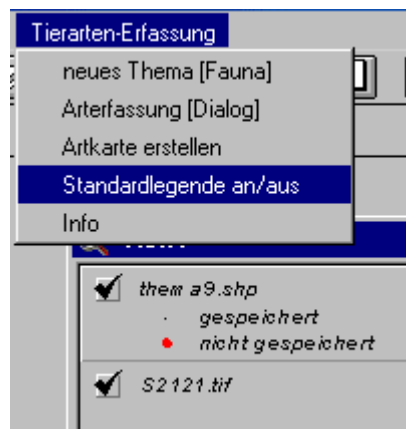 Tierarten-Erfassung
neues Thema [Fauna]
Arterfassung [Dialog]
Artkarte erstellen
Standardlegende an/aus
Info
them a9.shp
gespeichert
nicht gespeichert
S2121.tif